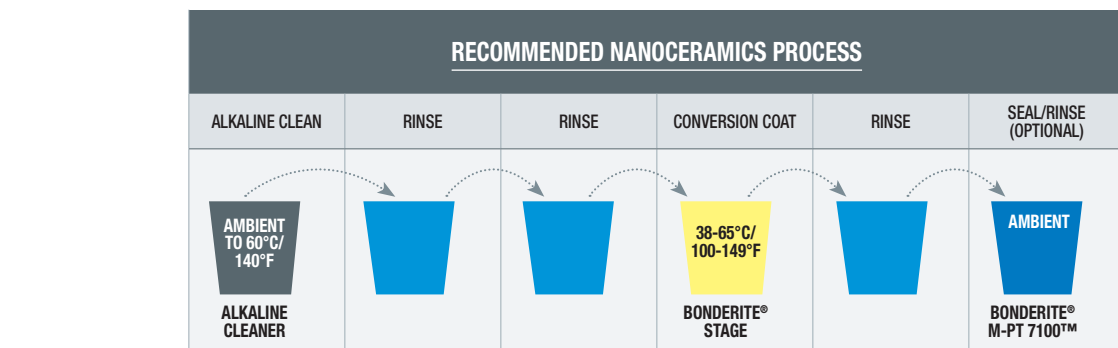 RECOMMENDED NANOCERAMICS PROCESS
ALKALINE CLEAN
RINSE
RINSE
CONVERSION COAT
RINSE
SEAL/RINSE
(OPTIONAL)
AMBIENT
TO 60°C/
140°F
38-65°C/
100-149°F
AMBIENT
ALKALINE
CLEANER
BONDERITE®
STAGE
BONDERITE®
M-PT 7100™